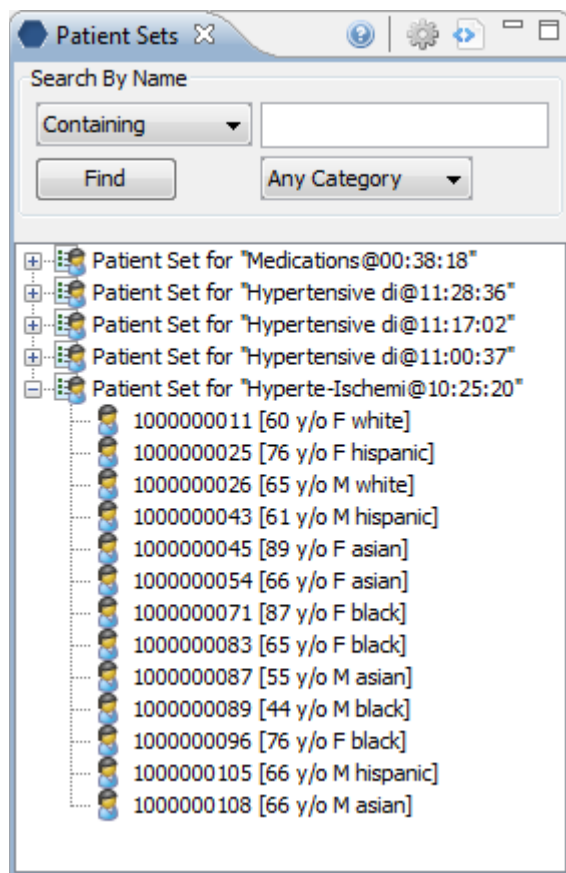 Patient Sets
Search By Name
Containing
Find Any Category
Patient Set for "Medications@00:38:18"
Patient Set for "Hypertensive di@11:28:36"
Patient Set for "Hypertensive di@11:17:02"
Patient Set for "Hypertensive di@11:00:37"
Patient Set for "Hyperte-Ischemi@10:25:20"
1000000011 [60 y/o F white]
1000000025 [76 y/o F hispanic]
1000000026 [65 y/o M white]
1000000043 [61 y/o M hispanic]
1000000045 [89 y/o F asian]
1000000054 [66 y/o F asian]
1000000071 [87 y/o F black]
1000000083 [65 y/o F black]
1000000087 [55 y/o M asian]
1000000089 [44 y/o M black]
1000000096 [76 y/o F black]
1000000105 [66 y/o M hispanic]
1000000108 [66 y/o M asian]